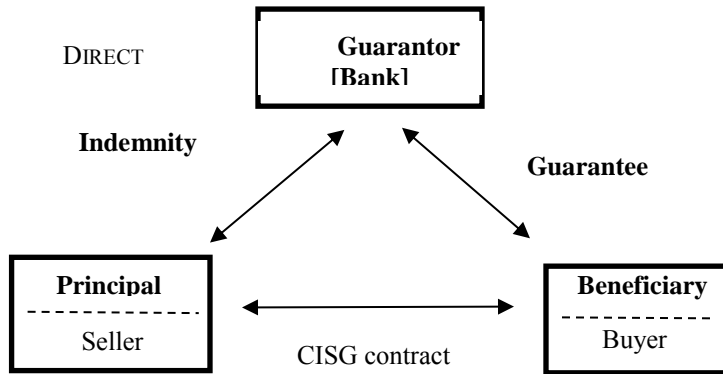 DIRECT
Guarantor
[Bank]
Indemnity
Guarantee
Principal
Seller
CISG contract
Beneficiary
Buyer